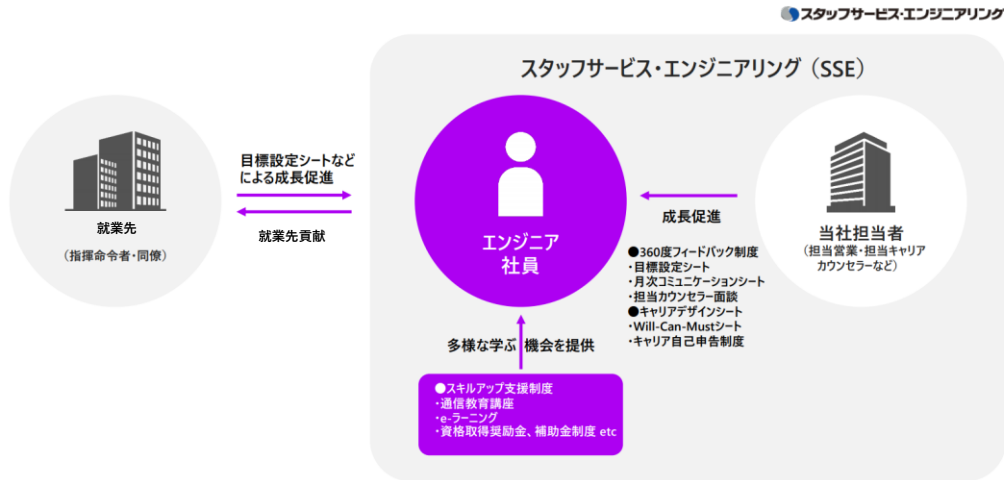 スタッフサービス・エンジニアリング
スタッフサービス・エンジニアリング（SSE）
目標設定シートなど
による成長促進
就業先貢献
就業先
（指揮命令者・同僚）
エンジニア
社員
成長促進
当社担当者
（担当営業・担当キャリア
カウンセラーなど）
●360度フィードバック制度
・目標設定シート
・月次コミュニケーションシート
・担当カウンセラー面談
●キャリアデザインシート
・Will-Can-Mustシート
・キャリア自己申告制度
多様な学ぶ 機会を提供
●スキルアップ支援制度
・通信教育講座
・e-ラーニング
・資格取得奨励金、補助金制度 etc